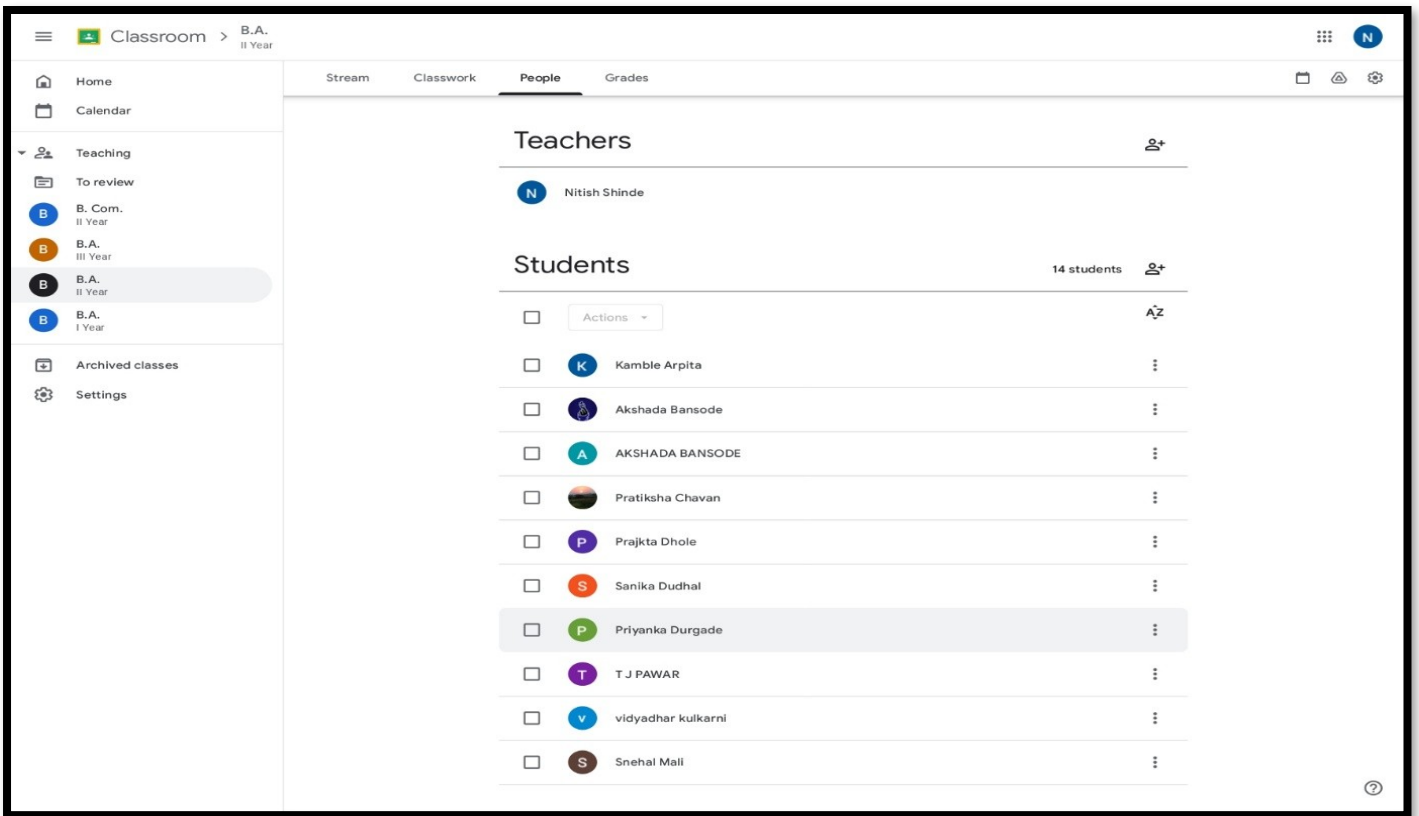 Classroom > B.A.
II Year
N
Home
Calendar
Teaching
To review
B B. Com.
II Year
B B.A.
III Year
B B.A.
II Year
B B.A.
I Year
Archived classes
Settings
Stream Classwork People Grades
Teachers
N Nitish Shinde
Students 14 students
Actions AZ
K Kamble Arpita
Akshada Bansode
A AKSHADA BANSODE
Pratiksha Chavan
P Prajkta Dhole
S Sanika Dudhal
P Priyanka Durgade
T T J PAWAR
v vidyadhar kulkarni
S Snehal Mali
?